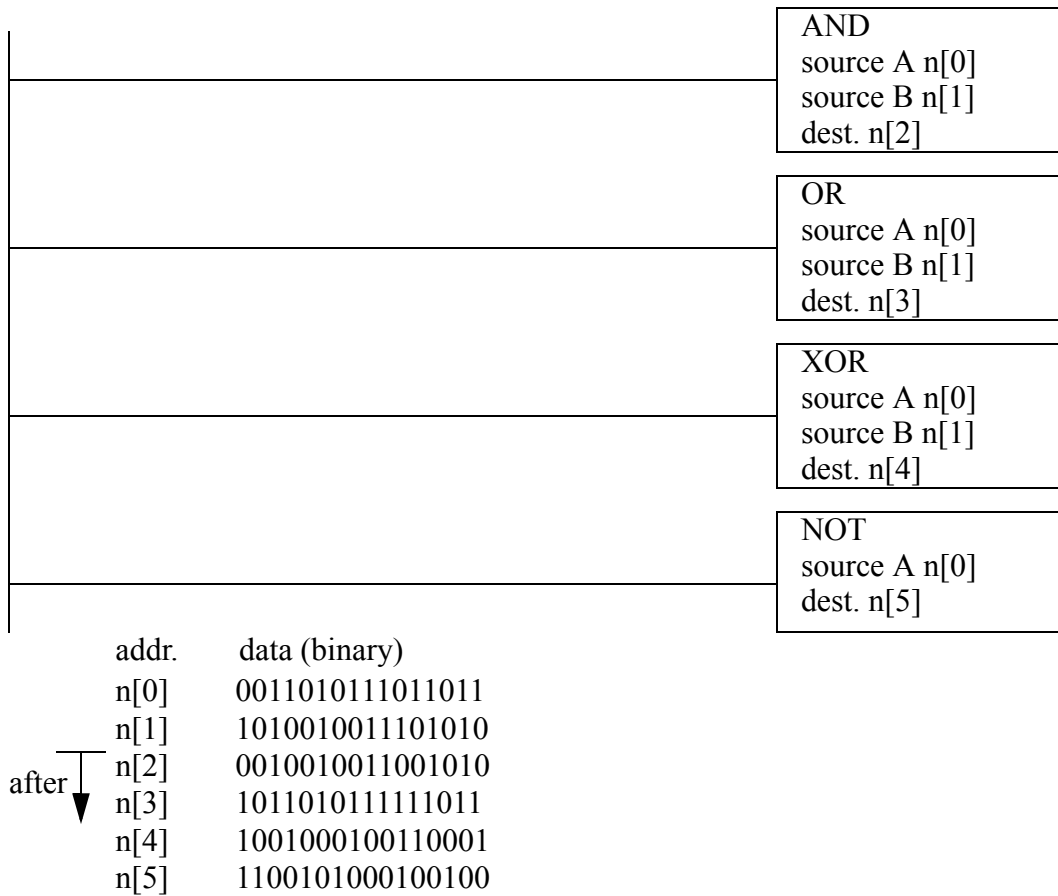 AND
source A n[0]
source B n[1]
dest. n[2]
OR
source A n[0]
source B n[1]
dest. n[3]
XOR
source A n[0]
source B n[1]
dest. n[4]
NOT
source A n[0]
dest. n[5]
addr. data (binary)
n[0] 0011010111011011
n[1] 1010010011101010
n[2] 0010010011001010
after
n[3] 1011010111111011
n[4] 1001000100110001
n[5] 1100101000100100